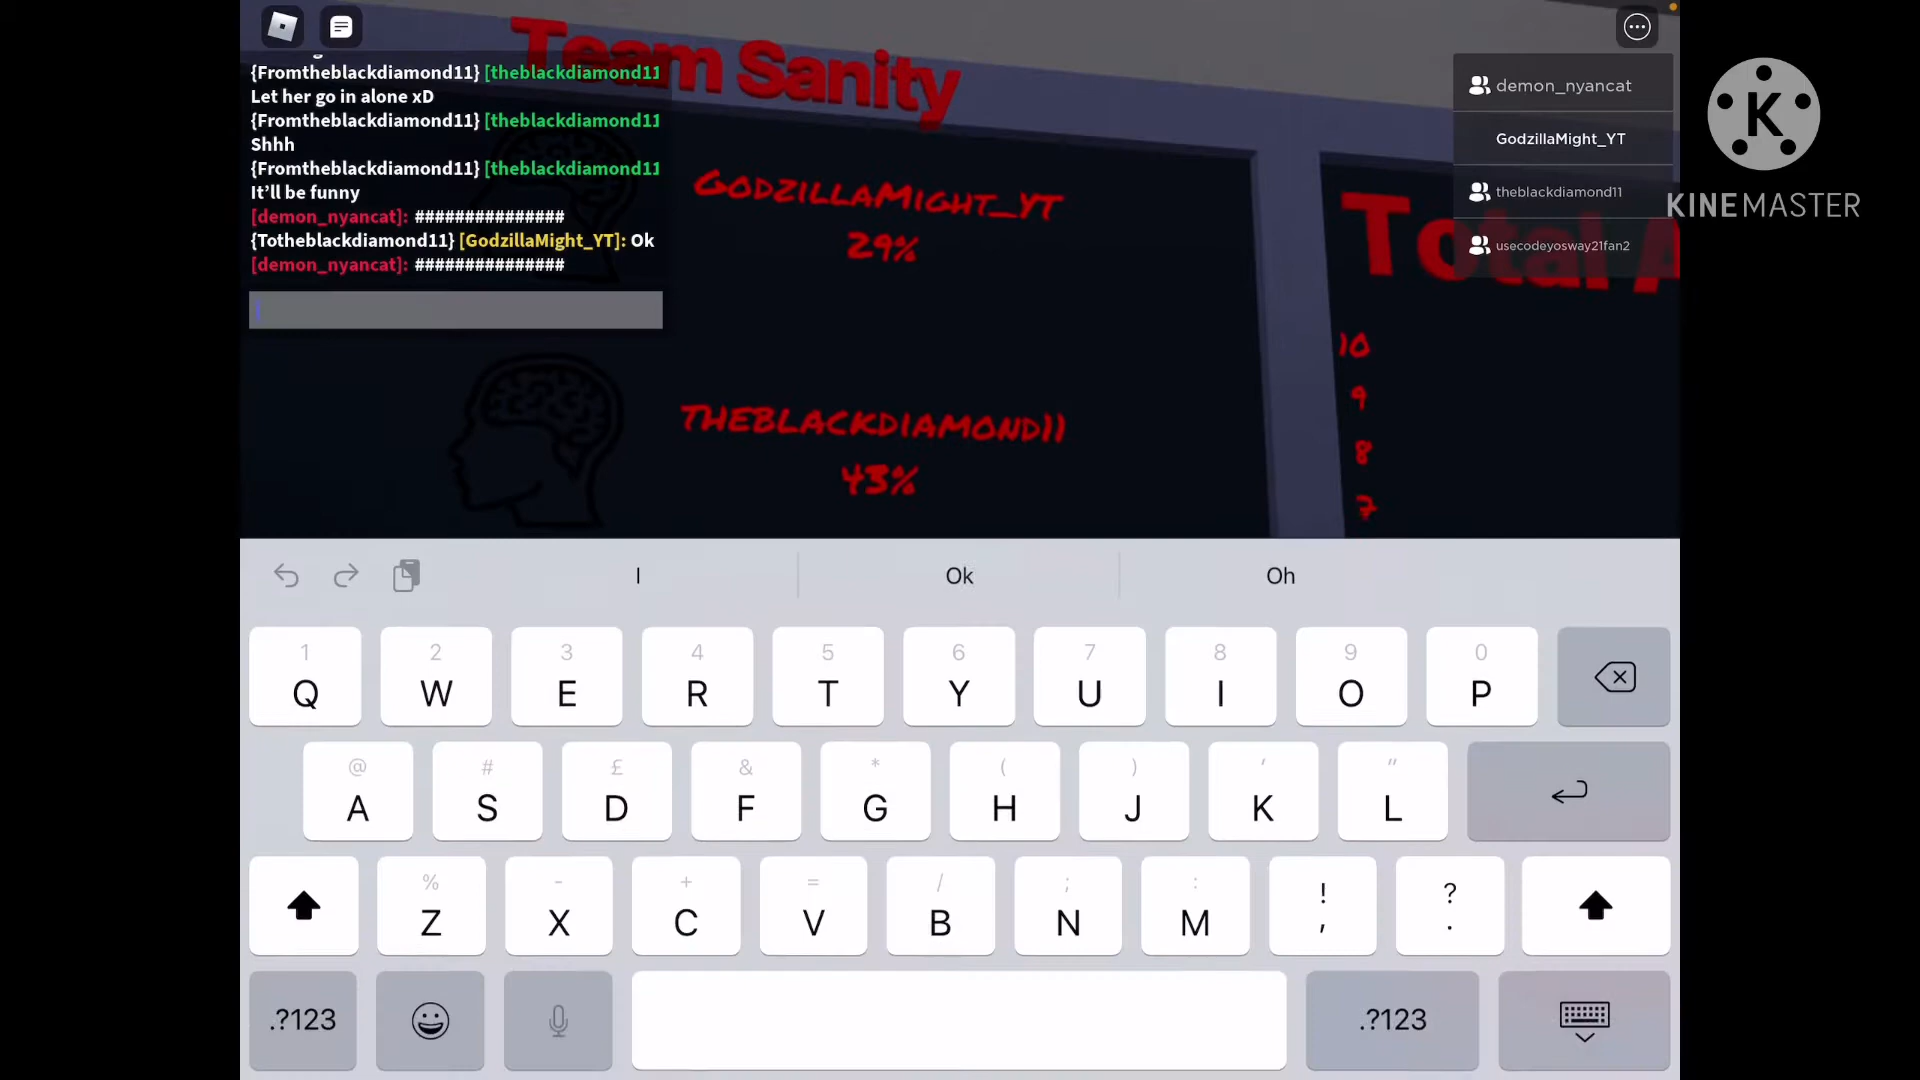 Team Sanity
{Fromtheblackdiamond11} [theblackdiamond11
Let her go in alone xD
{Fromtheblackdiamond11} [theblackdiamond11
Shhh
{Fromtheblackdiamond11} [theblackdiamond11
It'll be funny
[demon_nyancat]: ###############
{Totheblackdiamond11} [GodzillaMight_YT]: Ok
[demon_nyancat]: ###############
GODZILLAMIGHT_YT
29%
THEBLACKDIAMOND11
43%
Total A
10
9
8
7
demon_nyancat
GodzillaMight_YT
theblackdiamond11
usecodeyosway21fan2
K
KINEMASTER
I Ok Oh
1 2 3 4 5 6 7 8 9 0
Q W E R T Y U I O P
@ # £ & * ( ) ' "
A S D F G H J K L
% - + = / ; : ! ?
Z X C V B N M , .
.?123 .?123